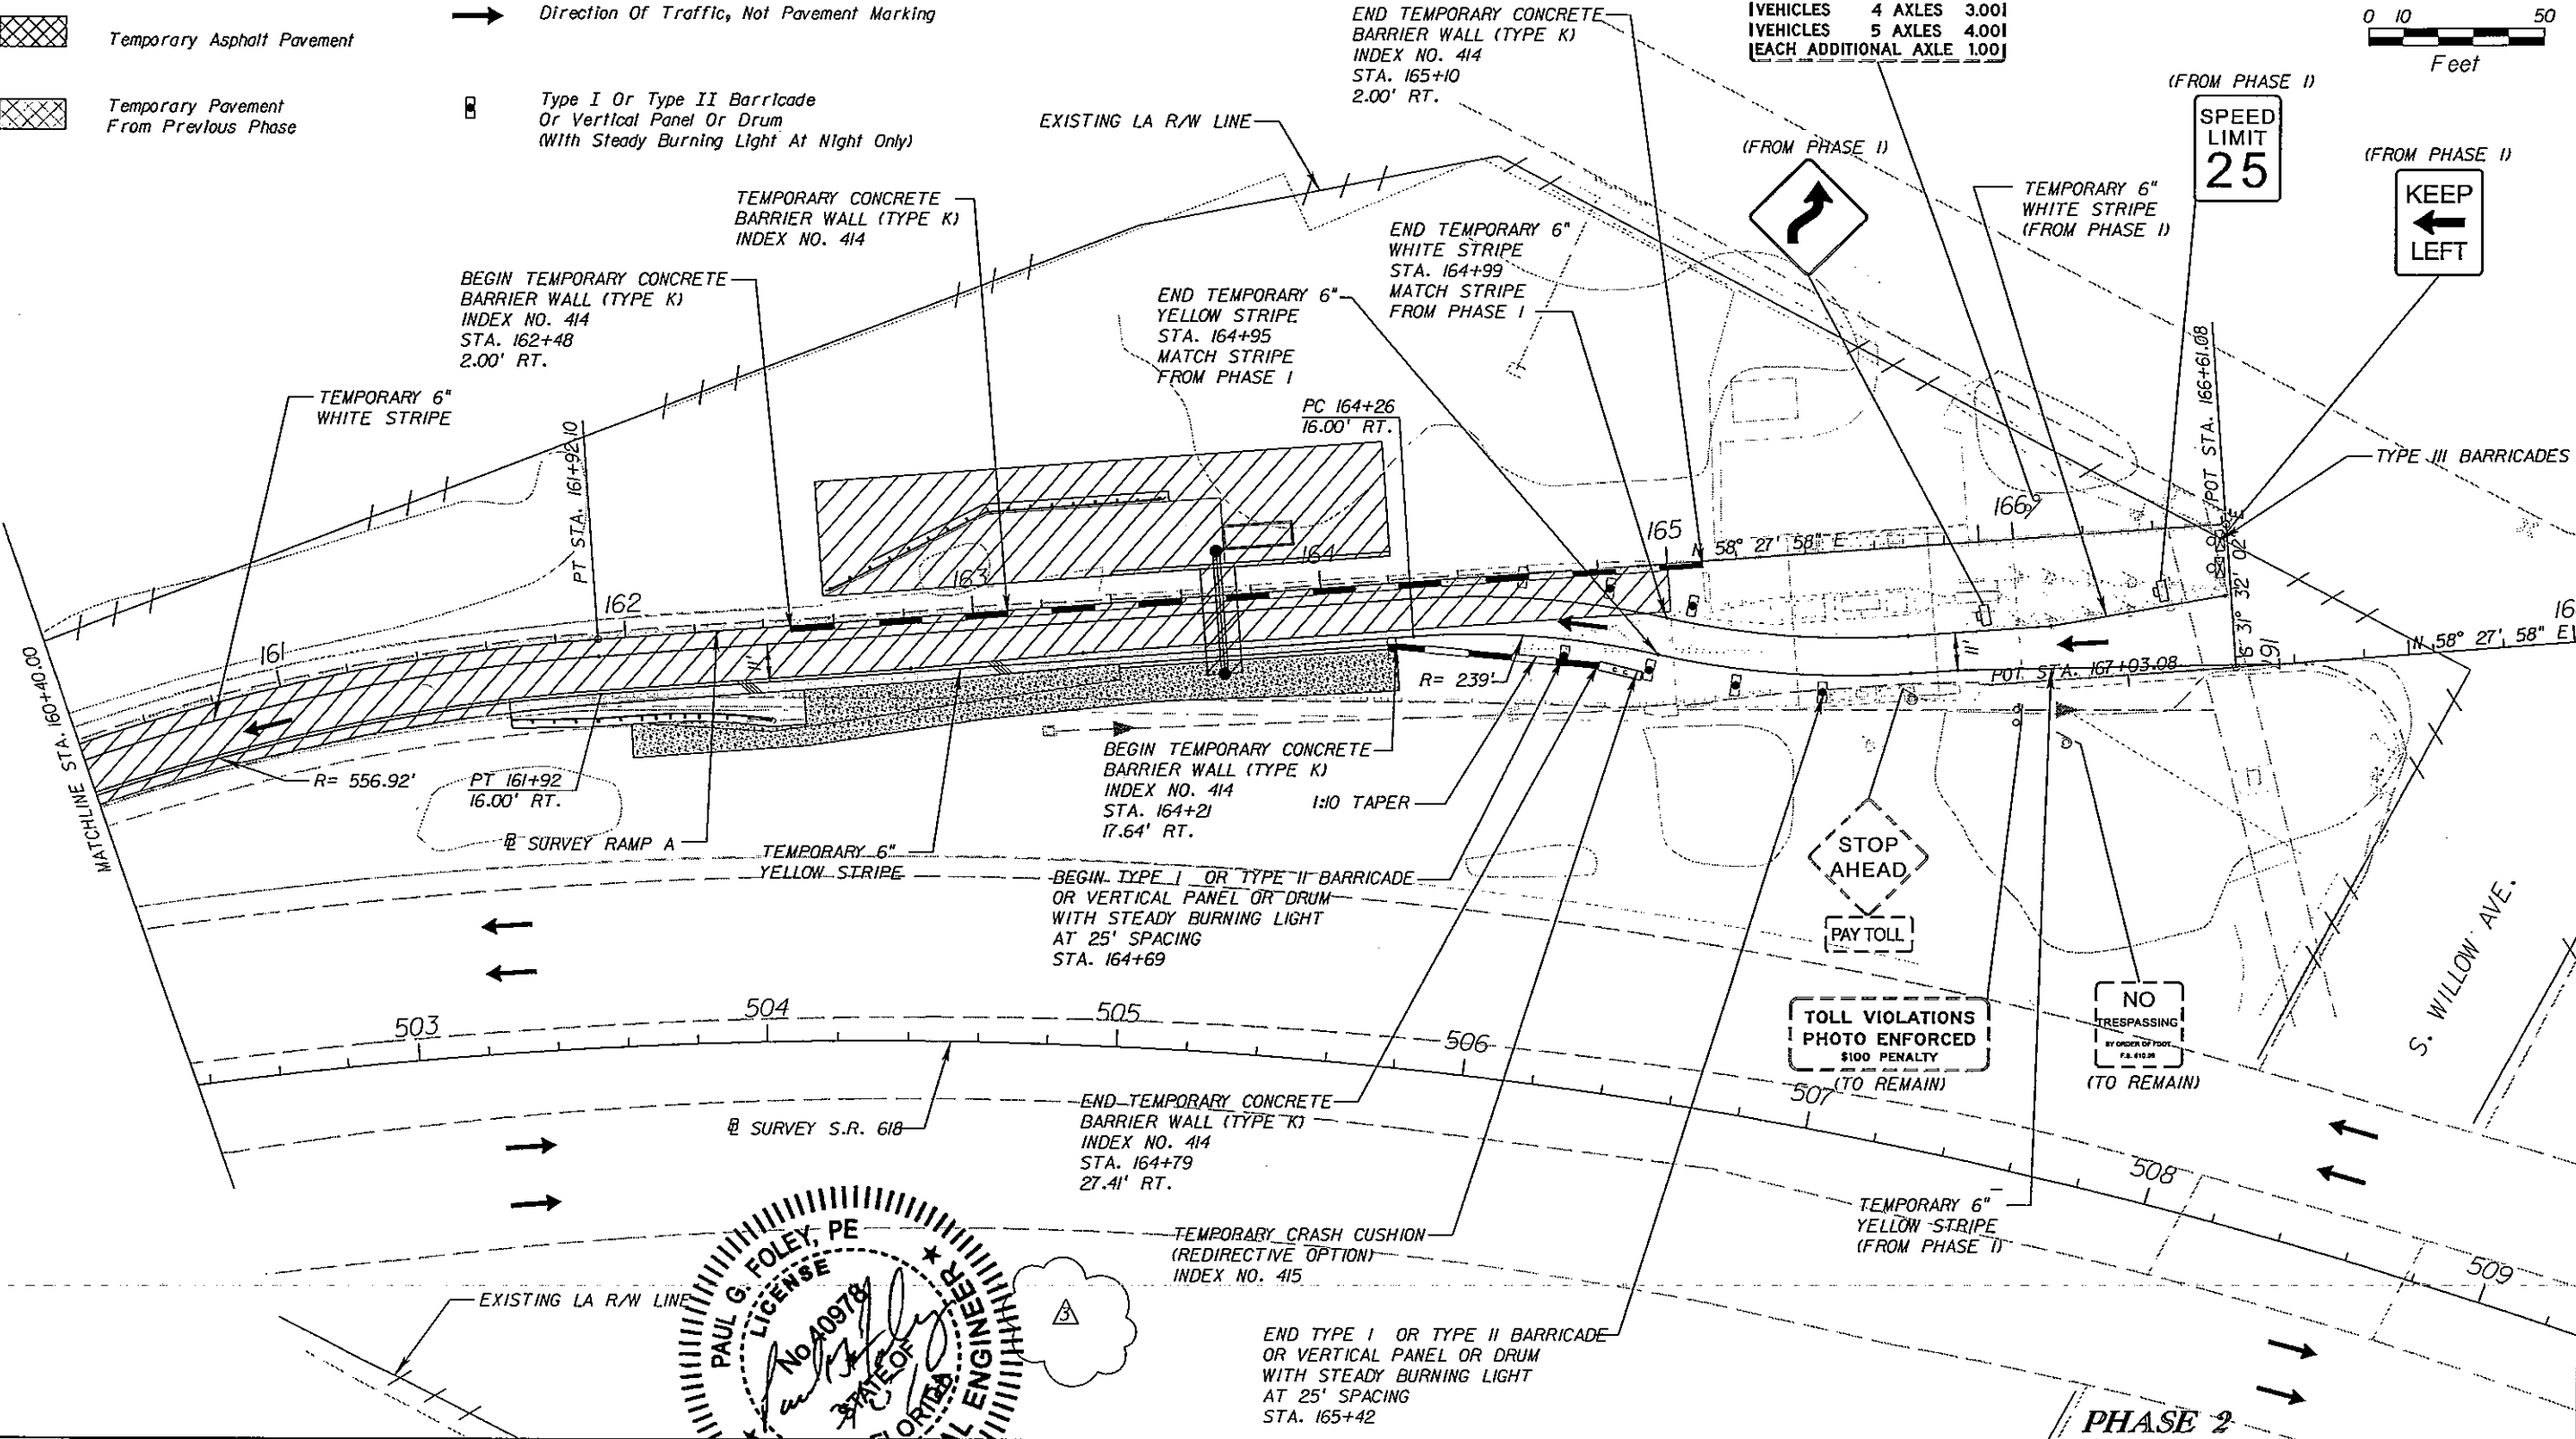 Temporary Asphalt Pavement
Temporary Pavement
From Previous Phase
Direction Of Traffic, Not Pavement Marking
Type I Or Type II Barricade
Or Vertical Panel Or Drum
(With Steady Burning Light At Night Only)
END TEMPORARY CONCRETE
BARRIER WALL (TYPE K)
INDEX NO. 414
STA. 165+10
2.00' RT.
VEHICLES 4 AXLES 3.00
VEHICLES 5 AXLES 4.00
EACH ADDITIONAL AXLE 1.00
0 10 50
Feet
EXISTING LA R/W LINE
(FROM PHASE I)
(FROM PHASE I)
SPEED
LIMIT
25
(FROM PHASE I)
KEEP
LEFT
TEMPORARY 6"
WHITE STRIPE
(FROM PHASE I)
TEMPORARY CONCRETE
BARRIER WALL (TYPE K)
INDEX NO. 414
END TEMPORARY 6"
WHITE STRIPE
STA. 164+99
MATCH STRIPE
FROM PHASE I
BEGIN TEMPORARY CONCRETE
BARRIER WALL (TYPE K)
INDEX NO. 414
STA. 162+48
2.00' RT.
END TEMPORARY 6"
YELLOW STRIPE
STA. 164+95
MATCH STRIPE
FROM PHASE I
TEMPORARY 6"
WHITE STRIPE
PT STA. 161+92.10
PC 164+26
16.00' RT.
POT STA. 166+61.08
TYPE III BARRICADES
161
162
163
164
165
166
167
N 58° 27' 58" E
S 31° 32' 02" E
N 58° 27' 58" E
16
POT STA. 167+03.08
11'
11'
R= 239'
MATCHLINE STA. 160+40.00
R= 556.92'
PT 161+92
16.00' RT.
℄ SURVEY RAMP A
TEMPORARY 6"
YELLOW STRIPE
BEGIN TEMPORARY CONCRETE
BARRIER WALL (TYPE K)
INDEX NO. 414
STA. 164+21
17.64' RT.
1:10 TAPER
BEGIN TYPE I OR TYPE II BARRICADE
OR VERTICAL PANEL OR DRUM
WITH STEADY BURNING LIGHT
AT 25' SPACING
STA. 164+69
STOP
AHEAD
PAY TOLL
TOLL VIOLATIONS
PHOTO ENFORCED
$100 PENALTY
(TO REMAIN)
NO
TRESPASSING
BY ORDER OF FDOT
(TO REMAIN)
S. WILLOW AVE.
503
504
505
506
507
508
509
℄ SURVEY S.R. 618
END TEMPORARY CONCRETE
BARRIER WALL (TYPE K)
INDEX NO. 414
STA. 164+79
27.41' RT.
TEMPORARY CRASH CUSHION
(REDIRECTIVE OPTION)
INDEX NO. 415
TEMPORARY 6"
YELLOW STRIPE
(FROM PHASE I)
EXISTING LA R/W LINE
PAUL G. FOLEY, PE
LICENSE
No 40978
STATE OF
FLORIDA
AL ENGINEER
3
END TYPE I OR TYPE II BARRICADE
OR VERTICAL PANEL OR DRUM
WITH STEADY BURNING LIGHT
AT 25' SPACING
STA. 165+42
PHASE 2